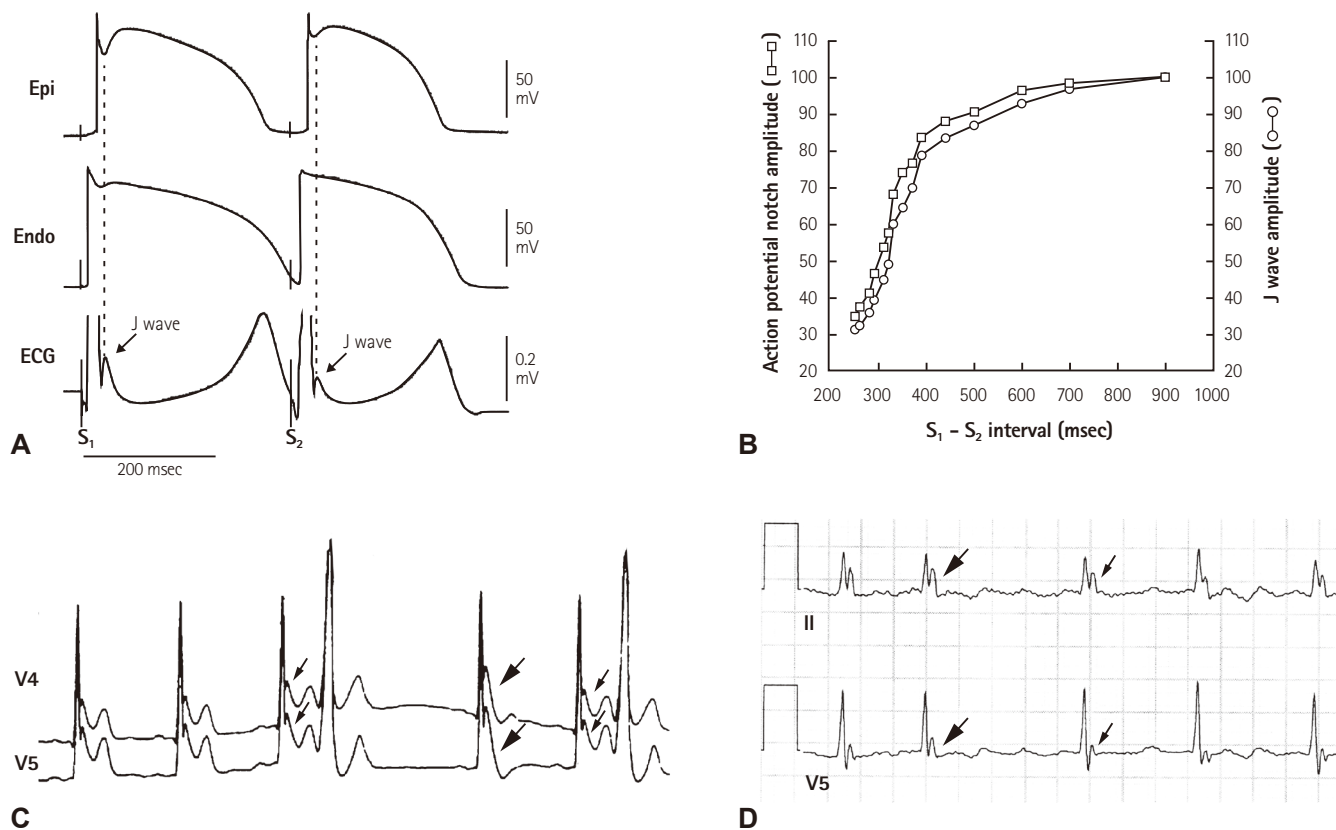 Epi
50
mV
Endo
50
mV
J wave
J wave
ECG
0.2
mV
S₁
S₂
A
200 msec
Action potential notch amplitude (□—□)
110
100
90
80
70
60
50
40
30
20
110
100
90
80
70
60
50
40
30
20
J wave amplitude (○—○)
200 300 400 500 600 700 800 900 1000
S₁ – S₂ interval (msec)
B
V4
V5
C
II
V5
D